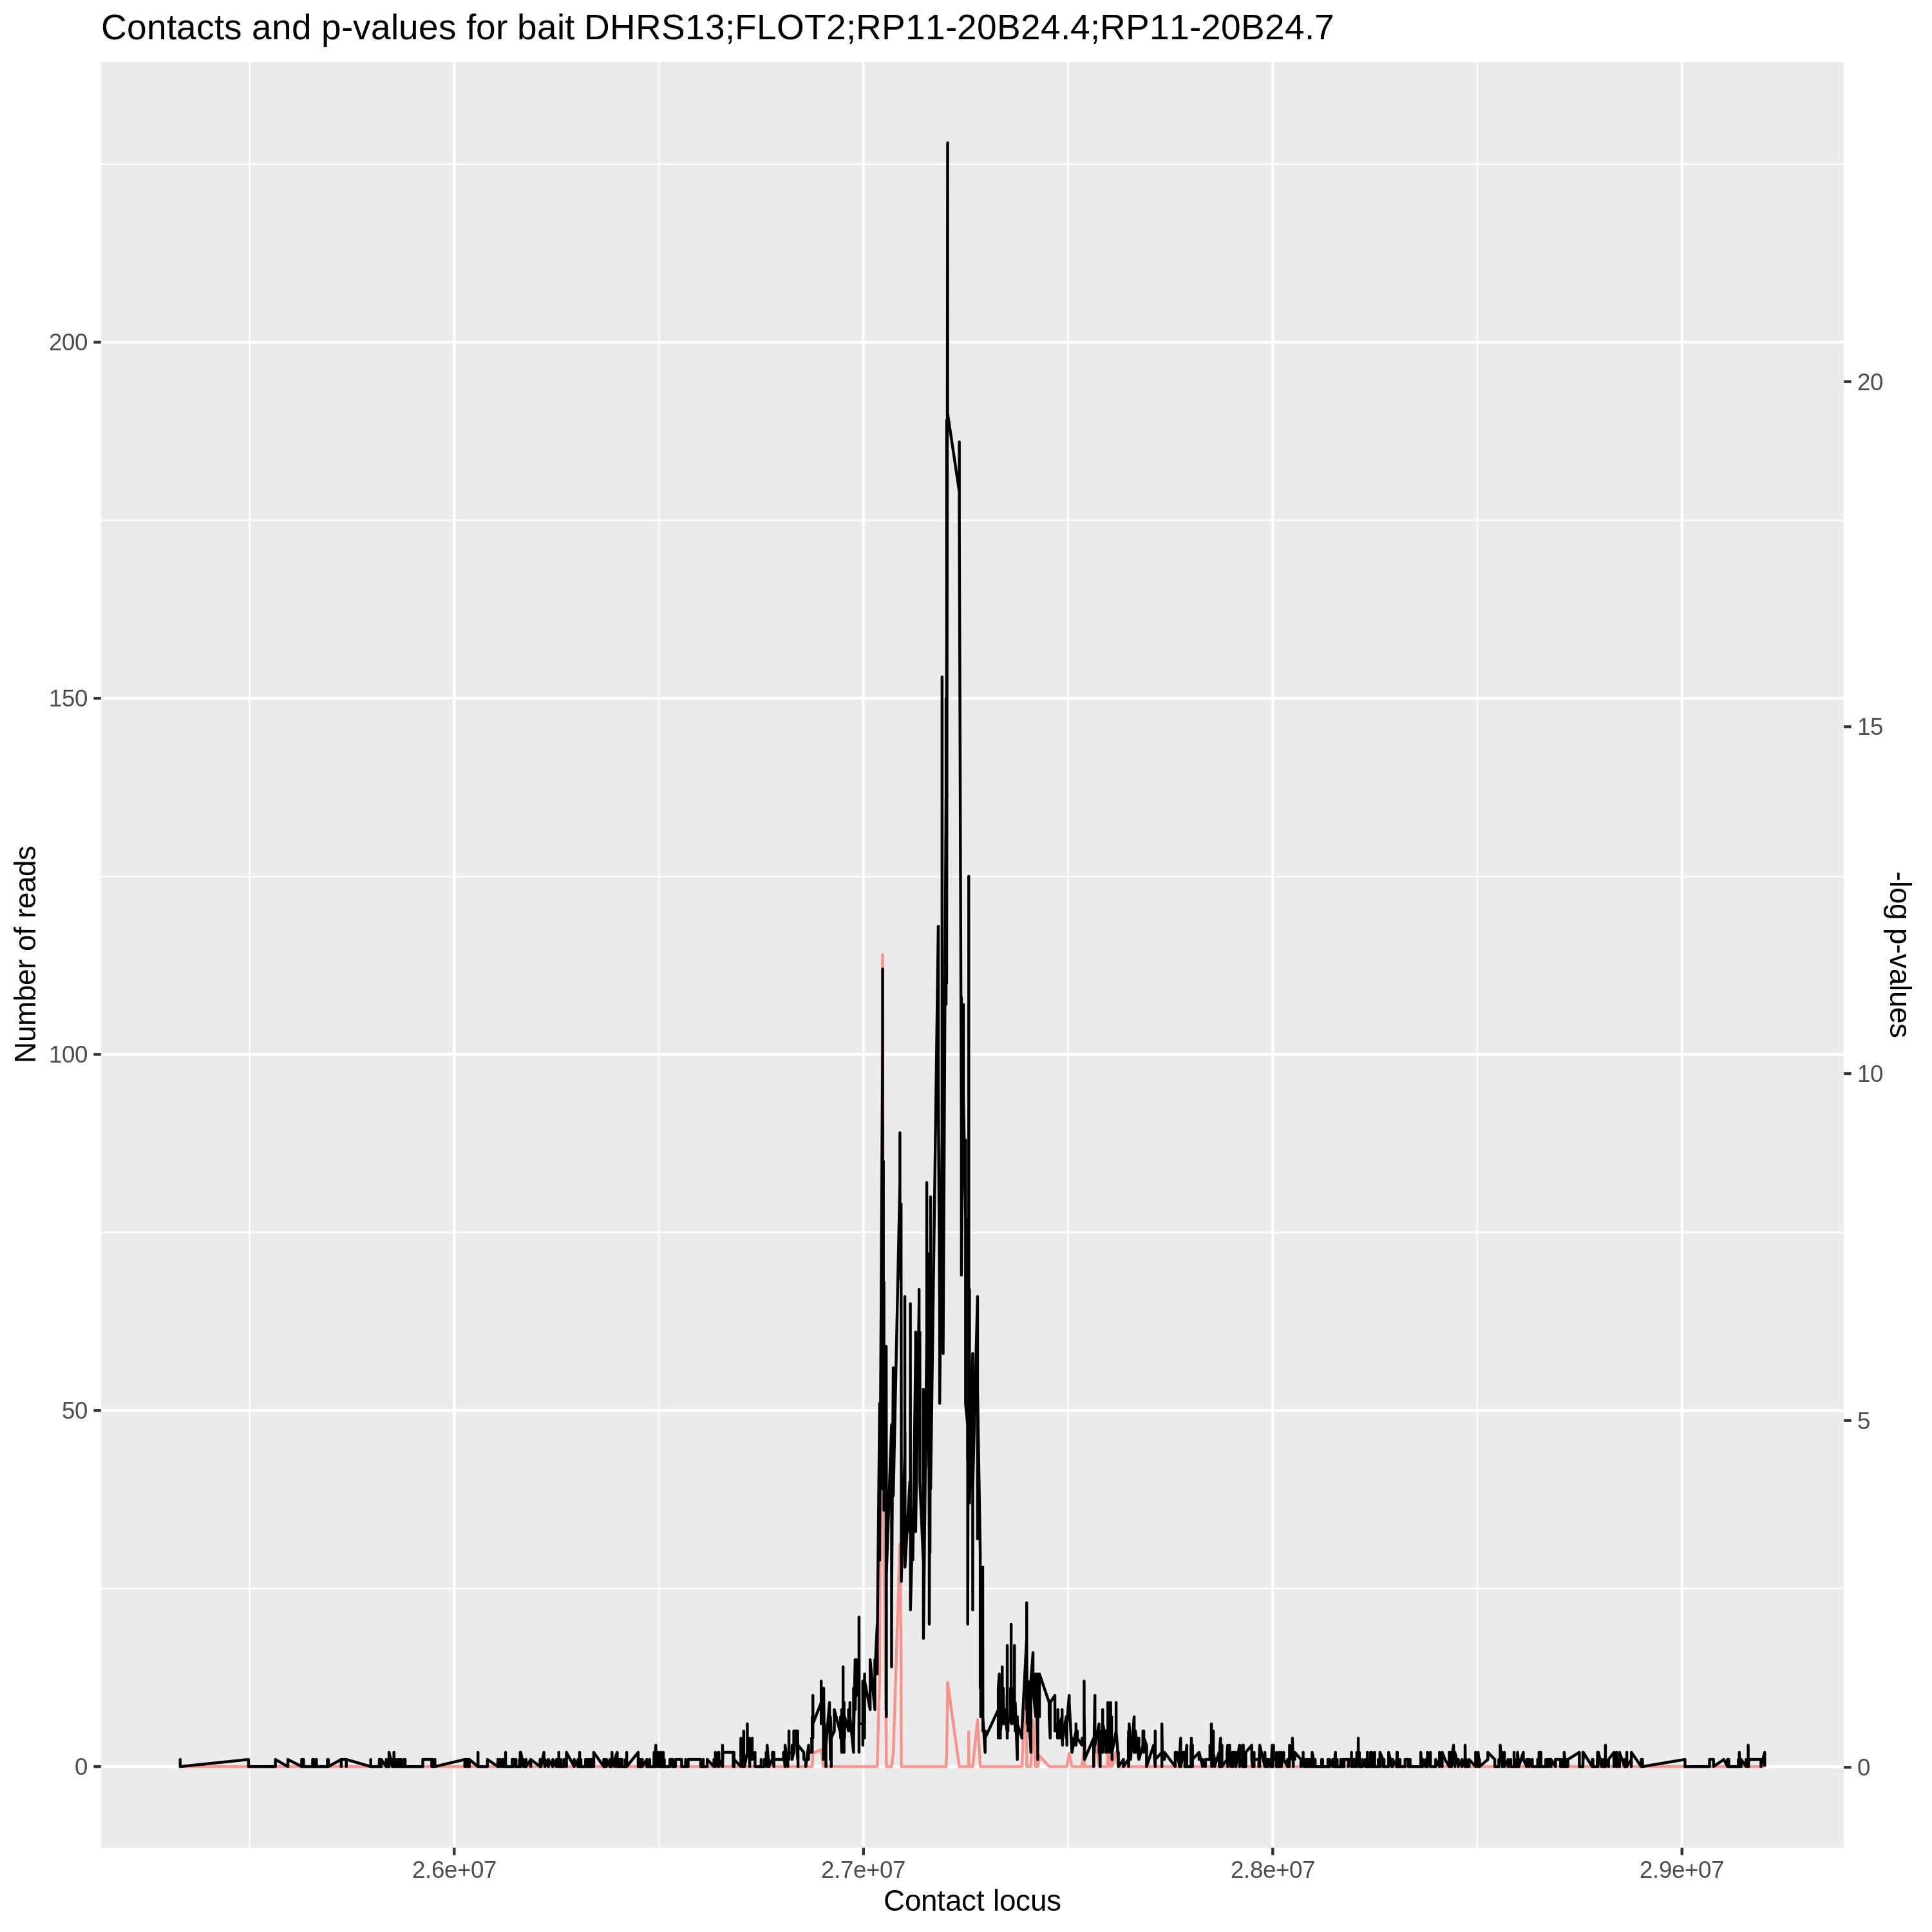 Contacts and p-values for bait DHRS13;FLOT2;RP11-20B24.4;RP11-20B24.7
200
150
100
50
0
Number of reads
20
15
10
5
0
-log p-values
2.6e+07
2.7e+07
2.8e+07
2.9e+07
Contact locus